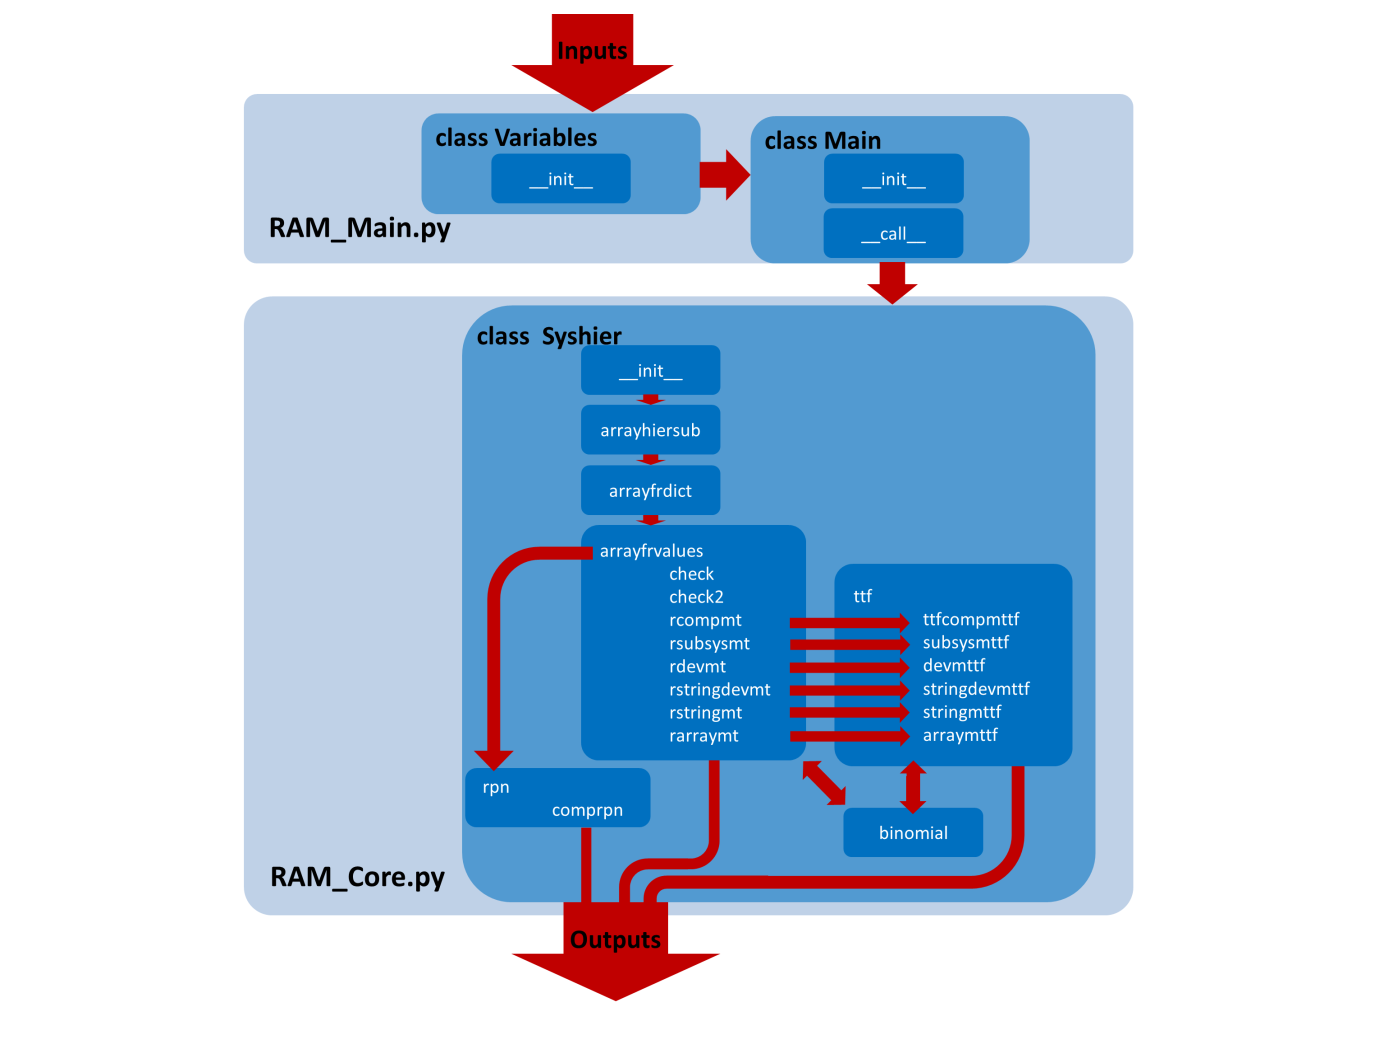 Inputs
class Variables
__init__
class Main
__init__
__call__
RAM_Main.py
class  Syshier
__init__
arrayhiersub
arrayfrdict
arrayfrvalues
check
check2
rcompmt
rsubsysmt
rdevmt
rstringdevmt
rstringmt
rarraymt
ttf
ttfcompmttf
subsysmttf
devmttf
stringdevmttf
stringmttf
arraymttf
rpn
comprpn
binomial
RAM_Core.py
Outputs